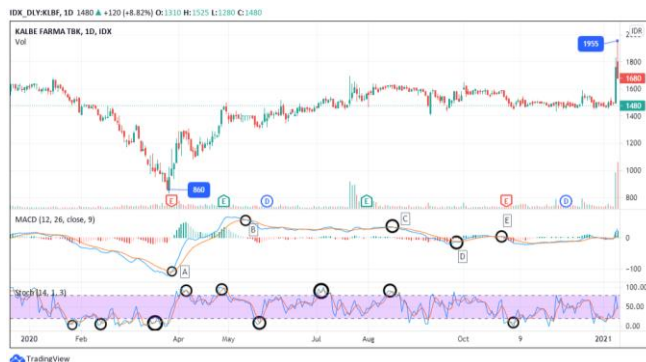 IDX_DLY:KLBF, 1D 1480 ▲ +120 (+8.82%) O:1310 H:1525 L:1280 C:1480
KALBE FARMA TBK, 1D, IDX
IDR
Vol
1955
1800
1680
1600
1480
1400
1200
1000
860
800
E E D E E D
MACD (12, 26, close, 9)
A
B
C
D
E
0
-100
Stoch (14, 1, 3)
100.00
50.00
0.00
2020 Feb Apr May Jul Aug Oct Nov 2021
TradingView